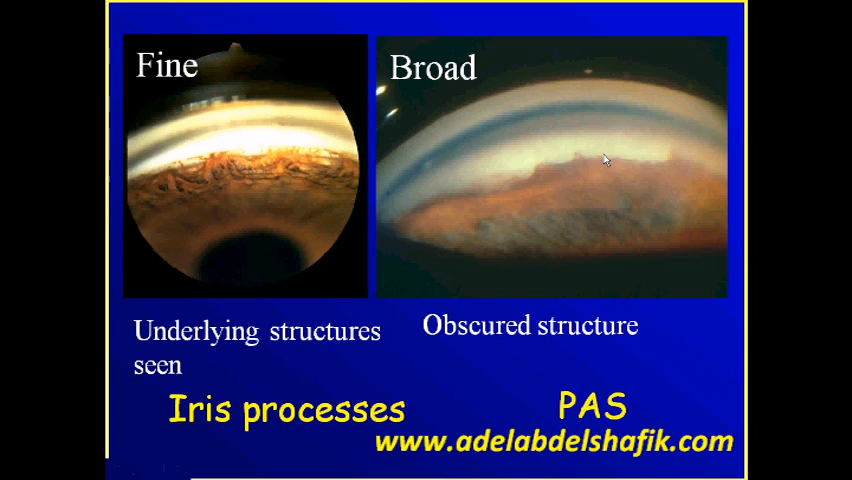 Fine
Broad
Underlying structures
seen
Obscured structure
Iris processes
PAS
www.adelabdelshafik.com